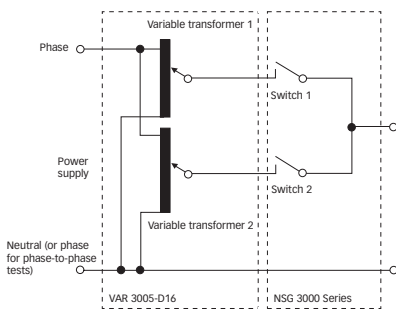 Variable transformer 1
Phase
Switch 1
Power
supply
Switch 2
Variable transformer 2
Neutral (or phase
for phase-to-phase
tests)
VAR 3005-D16
NSG 3000 Series